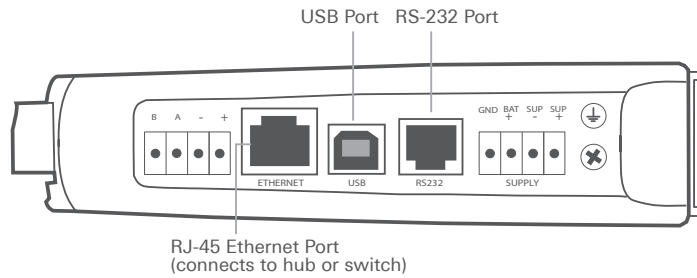 USB Port RS-232 Port
B A - +
GND BAT + SUP - SUP +
ETHERNET USB RS232 SUPPLY
RJ-45 Ethernet Port
(connects to hub or switch)